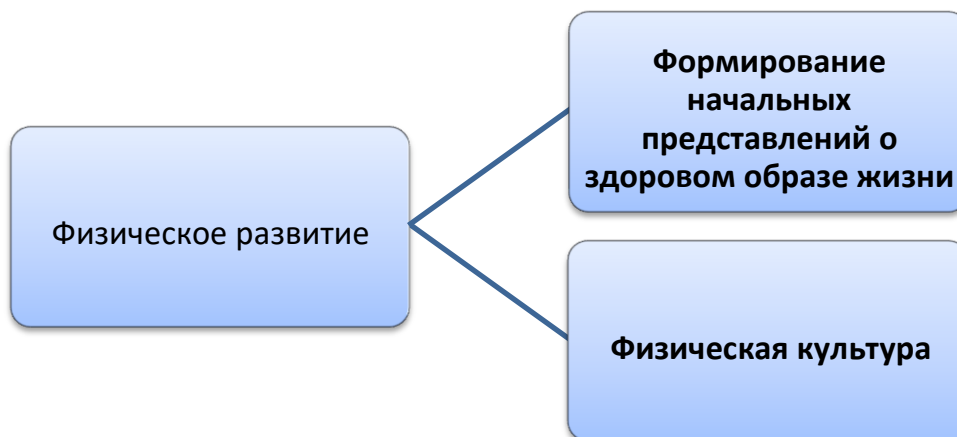 Физическое развитие
Формирование
начальных
представлений о
здоровом образе жизни
Физическая культура